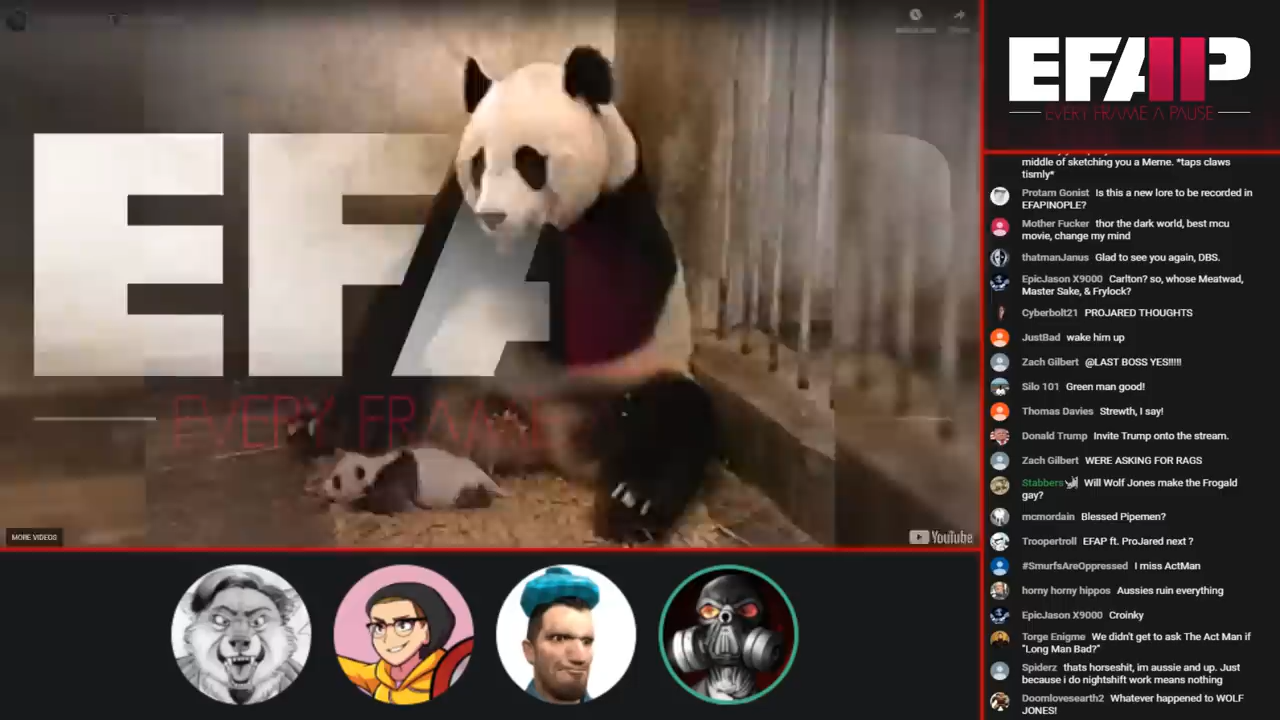 EFA
EVERY FRAME
MORE VIDEOS
YouTube
EFAP
EVERY FRAME A PAUSE
middle of sketching you a Meme. *taps claws
tismly*
Protam Gonist Is this a new lore to be recorded in
EFAPINOPLE?
Mother Fucker thor the dark world, best mcu
movie, change my mind
thatmanJanus Glad to see you again, DBS.
EpicJason X9000 Carlton? so, whose Meatwad,
Master Sake, & Frylock?
Cyberbolt21 PROJARED THOUGHTS
JustBad wake him up
Zach Gilbert @LAST BOSS YES!!!!!
Silo 101 Green man good!
Thomas Davies Strewth, I say!
Donald Trump Invite Trump onto the stream.
Zach Gilbert WERE ASKING FOR RAGS
Stabbers Will Wolf Jones make the Frogald
gay?
mcmordain Blessed Pipemen?
Troopertroll EFAP ft. ProJared next ?
#SmurfsAreOppressed I miss ActMan
horny horny hippos Aussies ruin everything
EpicJason X9000 Croinky
Torge Enigme We didn't get to ask The Act Man if
"Long Man Bad?"
Spiderz thats horseshit, im aussie and up. Just
because i do nightshift work means nothing
Doomlovesearth2 Whatever happened to WOLF
JONES!